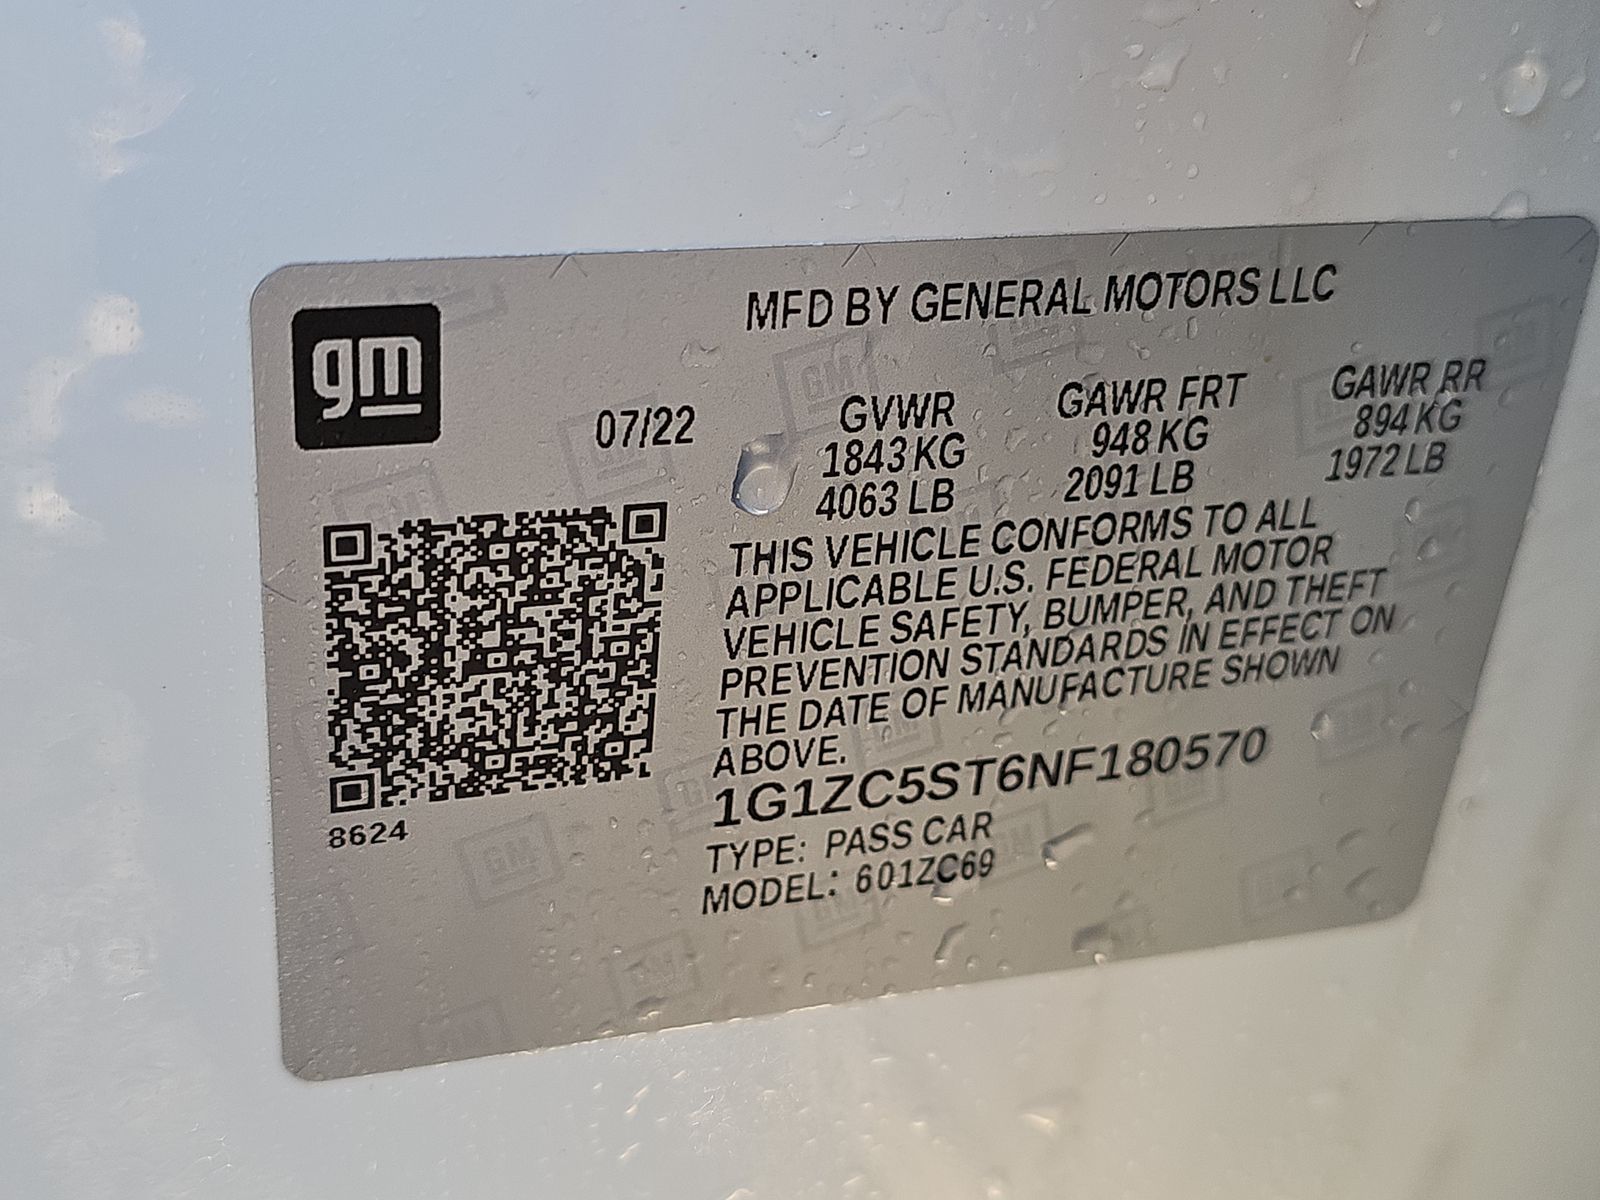 gm
MFD BY GENERAL MOTORS LLC
07/22
GVWR GAWR FRT GAWR RR
1843 KG 948 KG 894 KG
4063 LB 2091 LB 1972 LB
THIS VEHICLE CONFORMS TO ALL
APPLICABLE U.S. FEDERAL MOTOR
VEHICLE SAFETY, BUMPER, AND THEFT
PREVENTION STANDARDS IN EFFECT ON
THE DATE OF MANUFACTURE SHOWN
ABOVE.
1G1ZC5ST6NF180570
TYPE: PASS CAR
MODEL: 601ZC69
8624